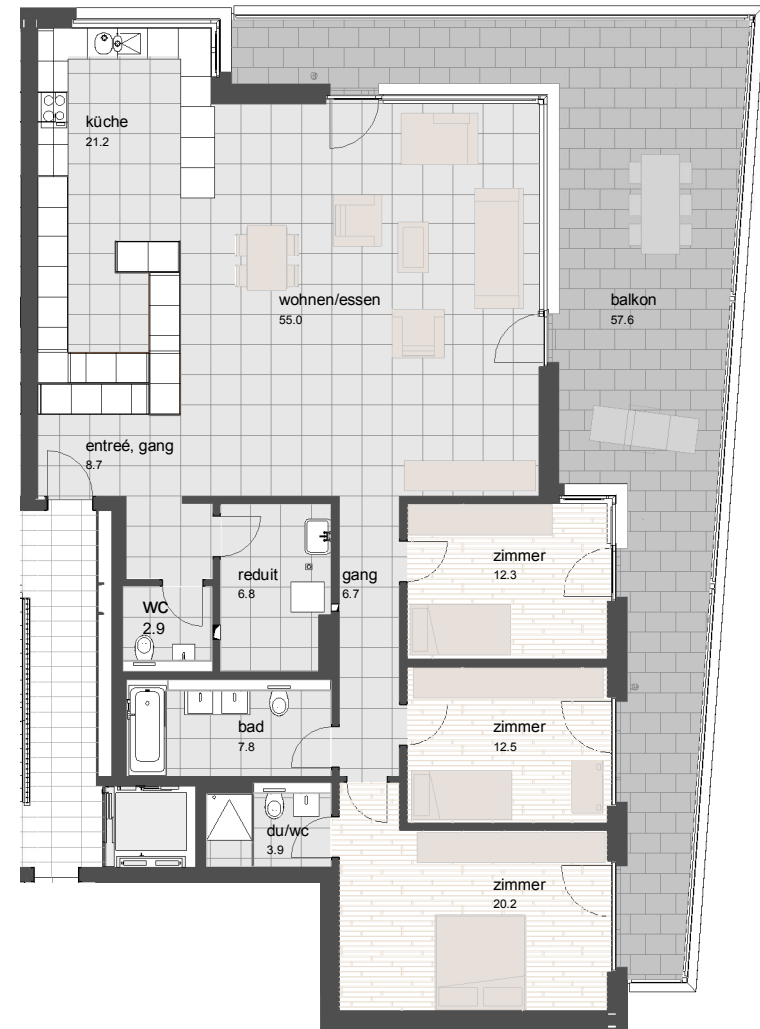 küche
21.2
wohnen/essen
55.0
balkon
57.6
entreé, gang
8.7
reduit
6.8
gang
6.7
zimmer
12.3
WC
2.9
bad
7.8
zimmer
12.5
du/wc
3.9
zimmer
20.2